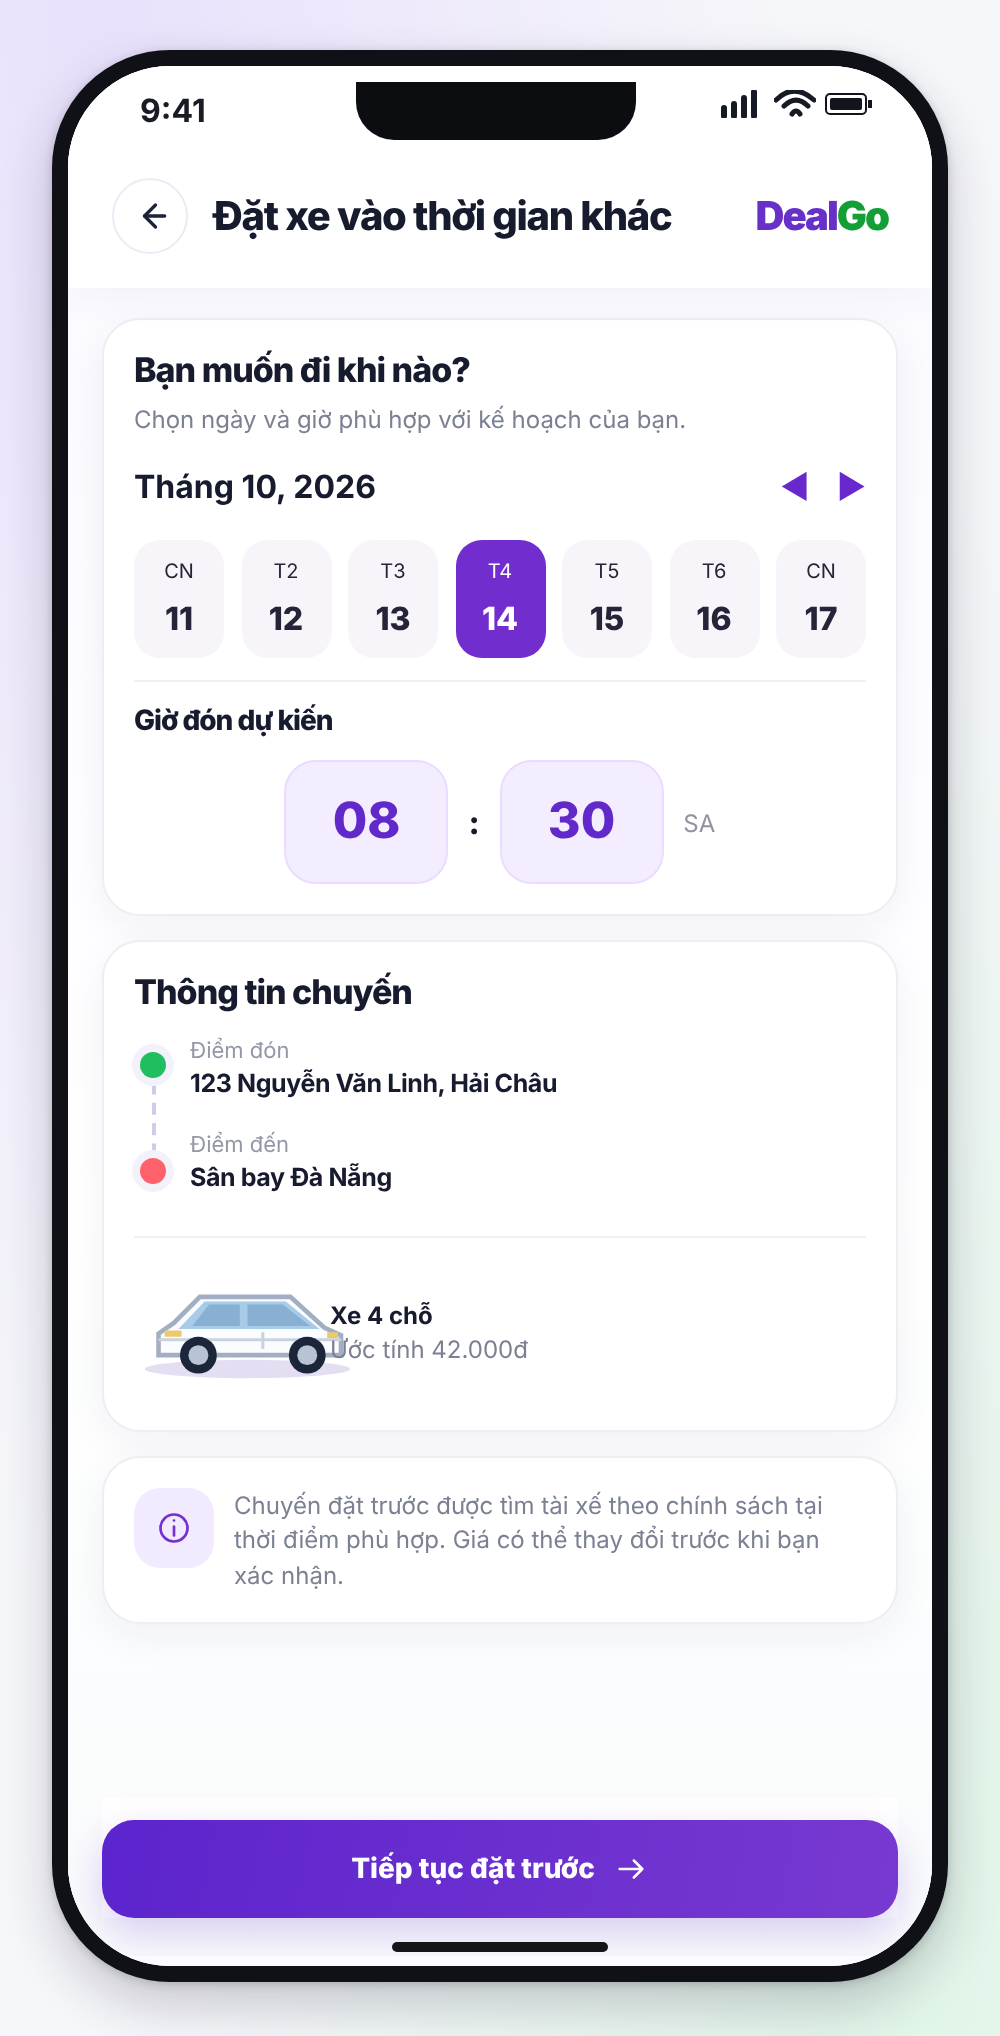 9:41
Đặt xe vào thời gian khác
DealGo
Bạn muốn đi khi nào?
Chọn ngày và giờ phù hợp với kế hoạch của bạn.
Tháng 10, 2026
CN T2 T3 T4 T5 T6 CN
11 12 13 14 15 16 17
Giờ đón dự kiến
08 : 30 SA
Thông tin chuyến
Điểm đón
123 Nguyễn Văn Linh, Hải Châu
Điểm đến
Sân bay Đà Nẵng
Xe 4 chỗ
Ước tính 42.000đ
Chuyến đặt trước được tìm tài xế theo chính sách tại
thời điểm phù hợp. Giá có thể thay đổi trước khi bạn
xác nhận.
Tiếp tục đặt trước →